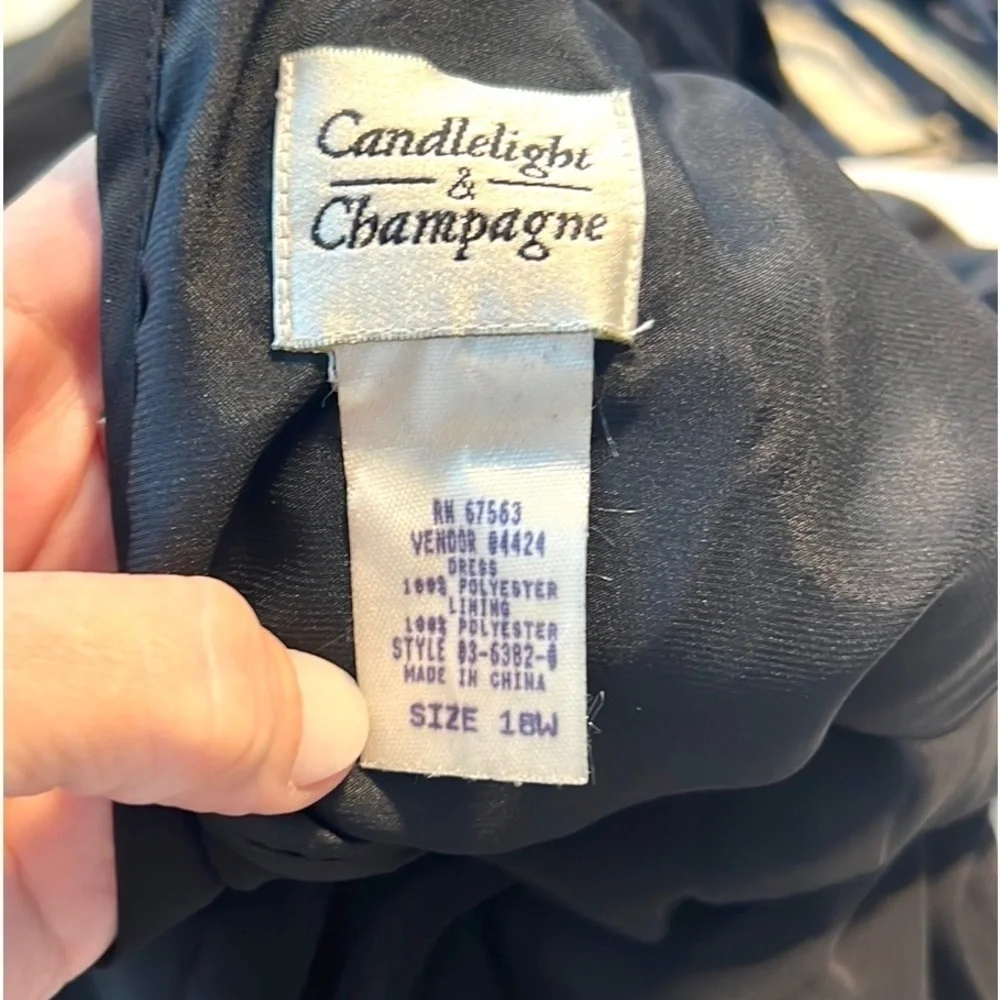 Candlelight
&
Champagne
RN 67563
VENDOR 04424
DRESS
100% POLYESTER
LINING
100% POLYESTER
STYLE 03-6382-0
MADE IN CHINA
SIZE 18W